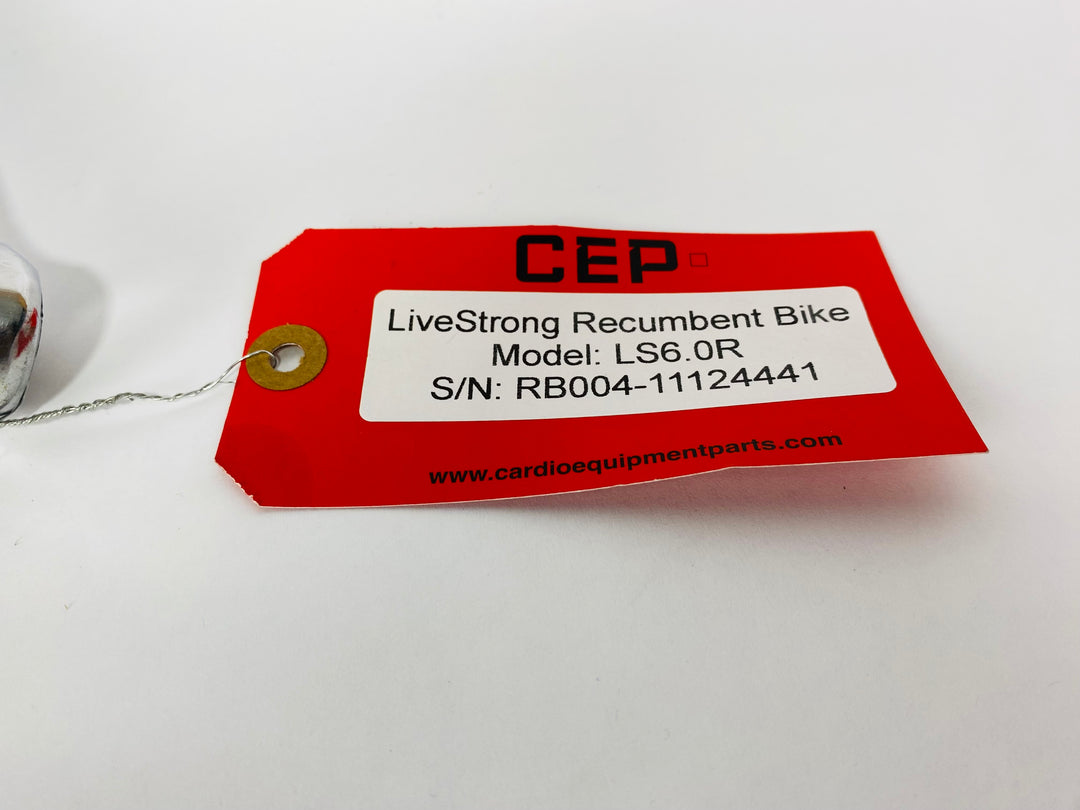 CEP
LiveStrong Recumbent Bike
Model: LS6.0R
S/N: RB004-11124441
www.cardioequipmentparts.com